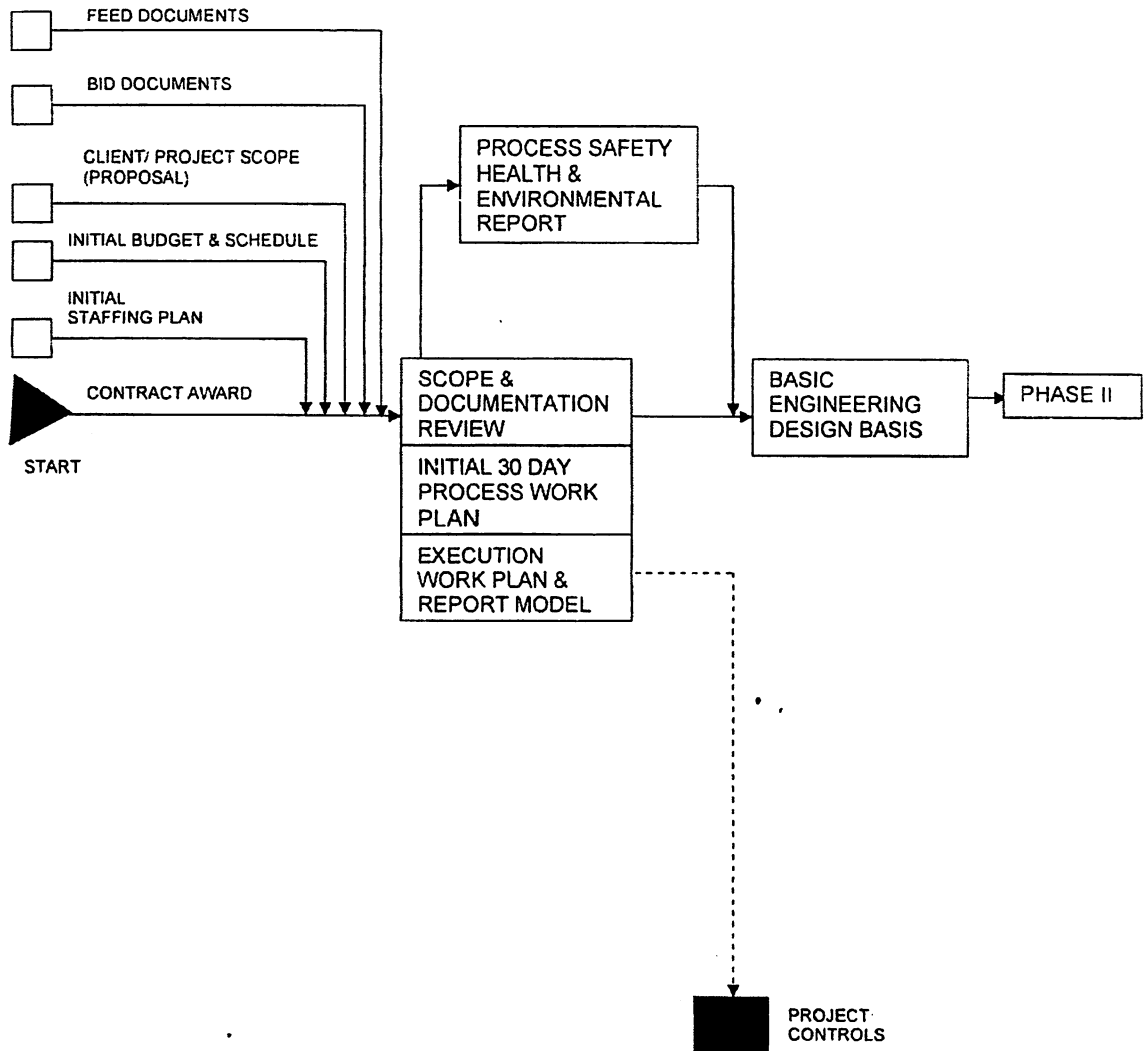 FEED DOCUMENTS
BID DOCUMENTS
CLIENT/ PROJECT SCOPE
(PROPOSAL)
INITIAL BUDGET & SCHEDULE
INITIAL
STAFFING PLAN
CONTRACT AWARD
START
PROCESS SAFETY
HEALTH &
ENVIRONMENTAL
REPORT
SCOPE &
DOCUMENTATION
REVIEW
INITIAL 30 DAY
PROCESS WORK
PLAN
EXECUTION
WORK PLAN &
REPORT MODEL
BASIC
ENGINEERING
DESIGN BASIS
PHASE II
PROJECT
CONTROLS